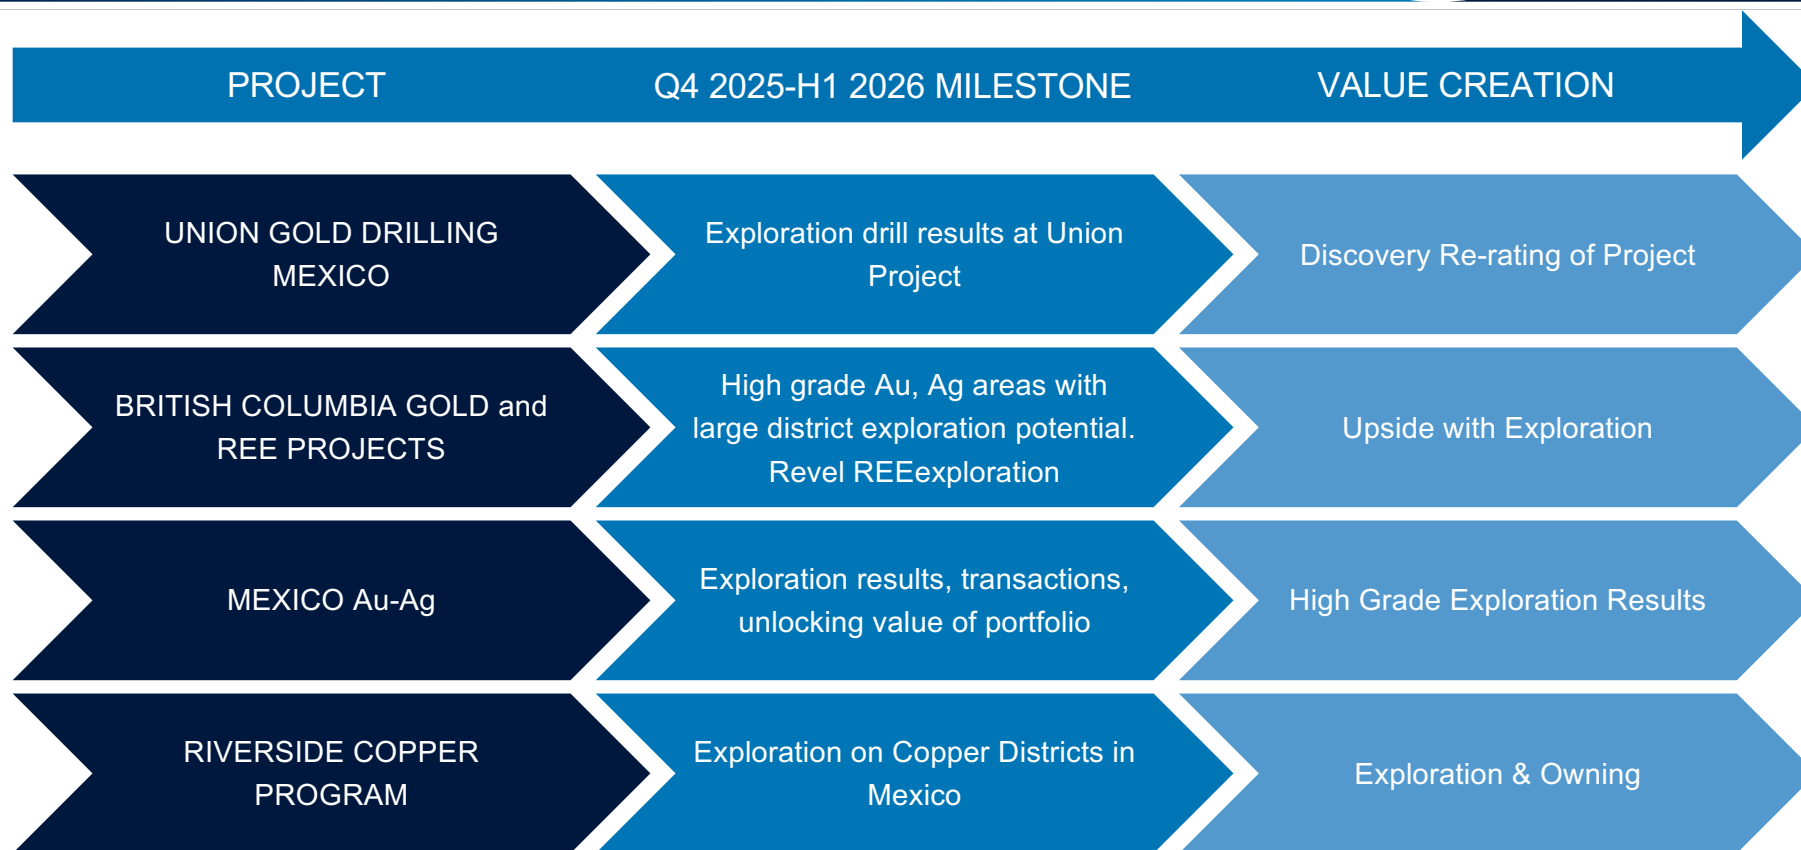 PROJECT
Q4 2025-H1 2026 MILESTONE
VALUE CREATION
UNION GOLD DRILLING
MEXICO
Exploration drill results at Union
Project
Discovery Re-rating of Project
BRITISH COLUMBIA GOLD and
REE PROJECTS
High grade Au, Ag areas with
large district exploration potential.
Revel REEexploration
Upside with Exploration
MEXICO Au-Ag
Exploration results, transactions,
unlocking value of portfolio
High Grade Exploration Results
RIVERSIDE COPPER
PROGRAM
Exploration on Copper Districts in
Mexico
Exploration & Owning